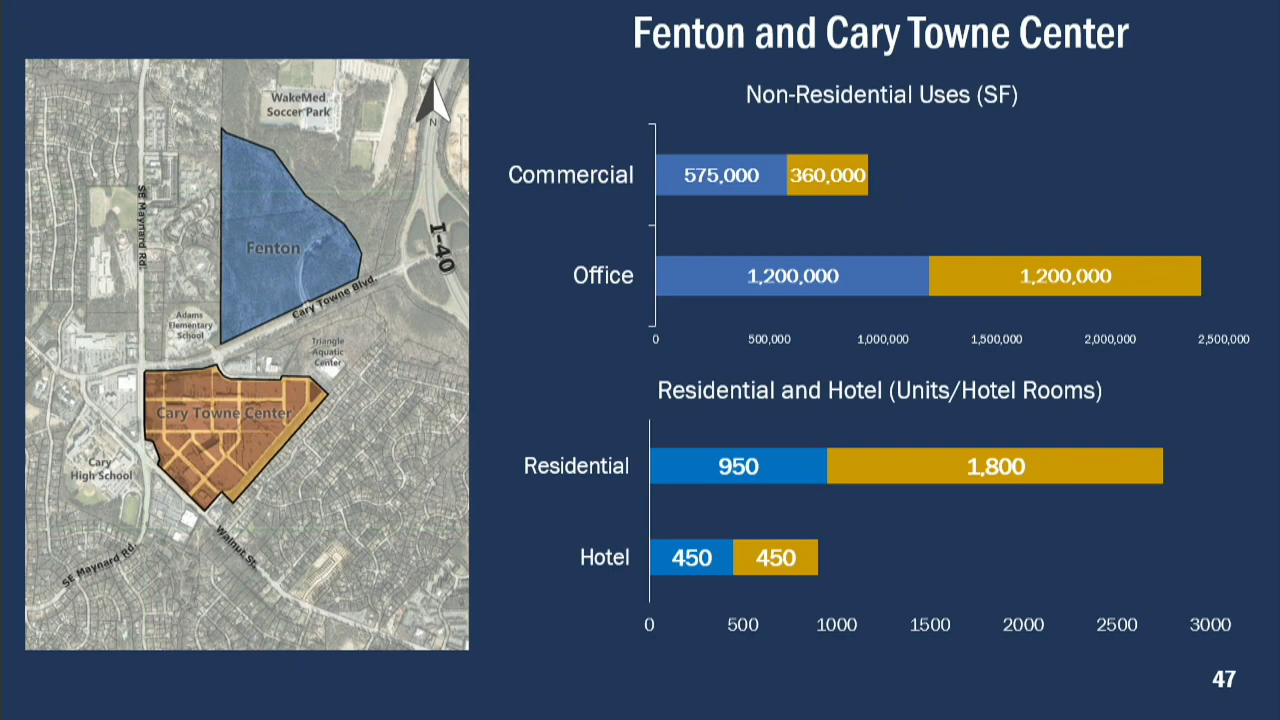 Fenton and Cary Towne Center
WakeMed
Soccer Park
N
SE Maynard Rd.
Fenton
I-40
Cary Towne Blvd.
Adams
Elementary
School
Triangle
Aquatic
Center
Cary Towne Center
Cary
High School
Walnut St.
SE Maynard Rd.
Non-Residential Uses (SF)
Commercial 575,000 360,000
Office 1,200,000 1,200,000
0 500,000 1,000,000 1,500,000 2,000,000 2,500,000
Residential and Hotel (Units/Hotel Rooms)
Residential 950 1,800
Hotel 450 450
0 500 1000 1500 2000 2500 3000
47